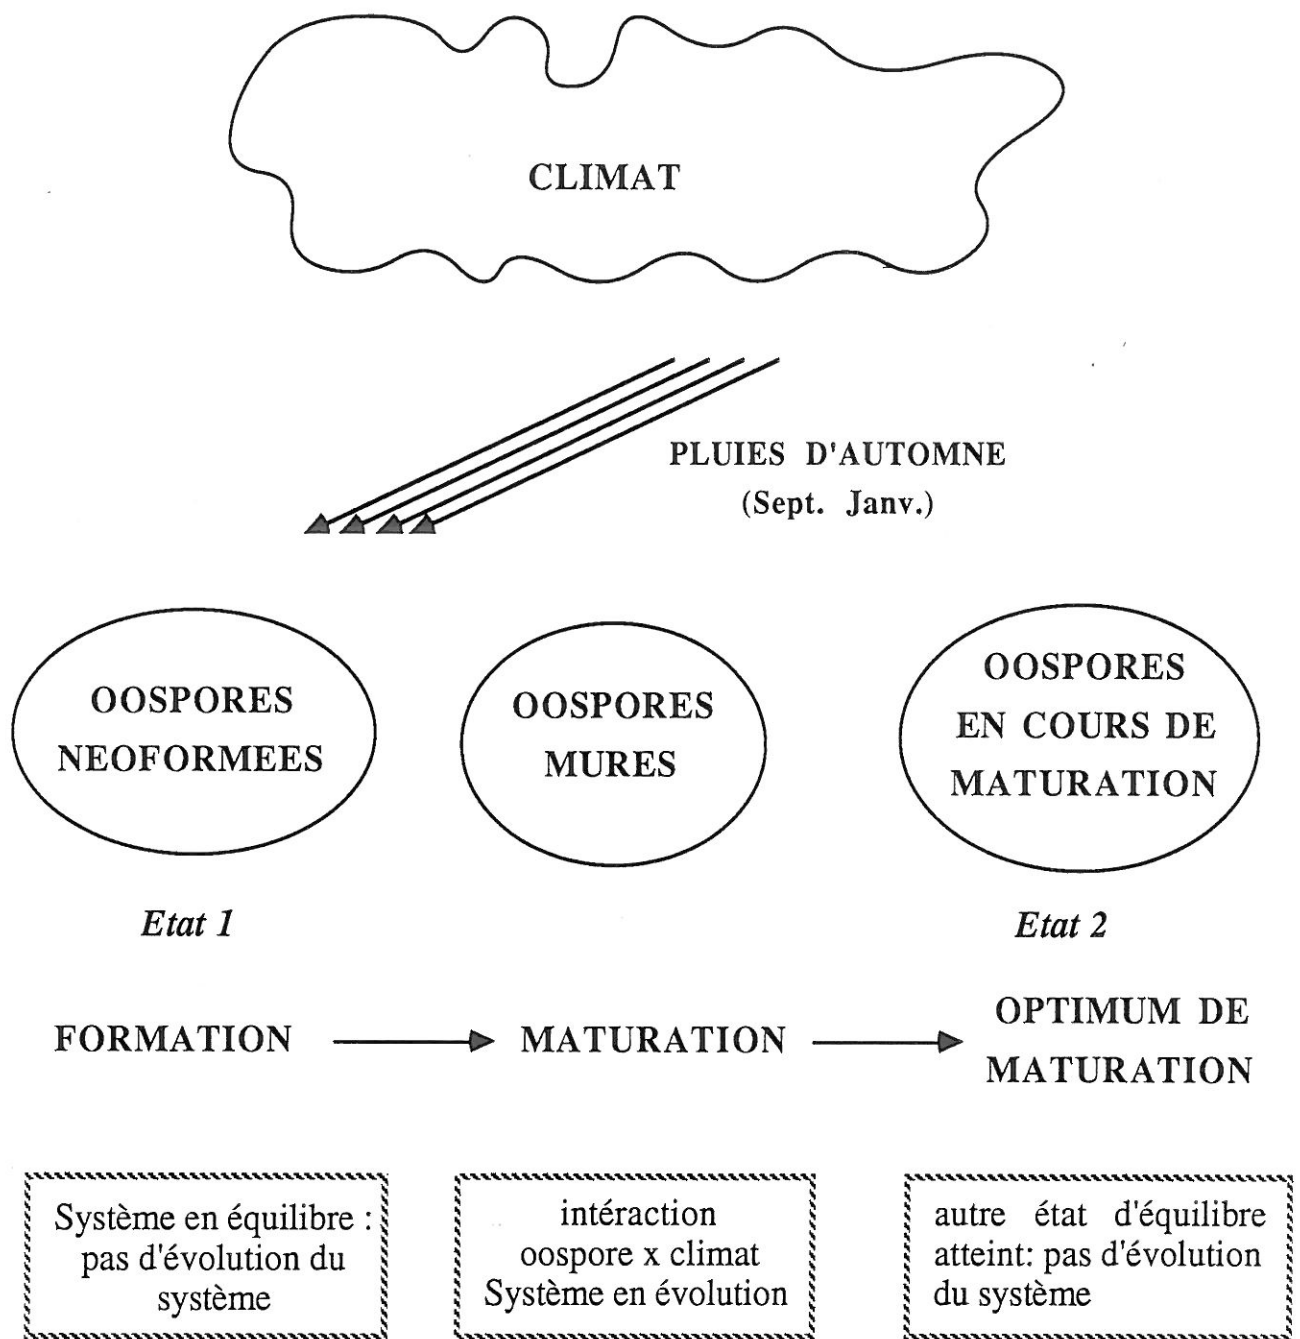 CLIMAT
PLUIES D'AUTOMNE
(Sept. Janv.)
OOSPORES
NEOFORMEES
OOSPORES
MURES
OOSPORES
EN COURS DE
MATURATION
Etat 1
Etat 2
FORMATION
MATURATION
OPTIMUM DE
MATURATION
Système en équilibre :
pas d'évolution du
système
intéraction
oospore x climat
Système en évolution
autre état d'équilibre
atteint: pas d'évolution
du système